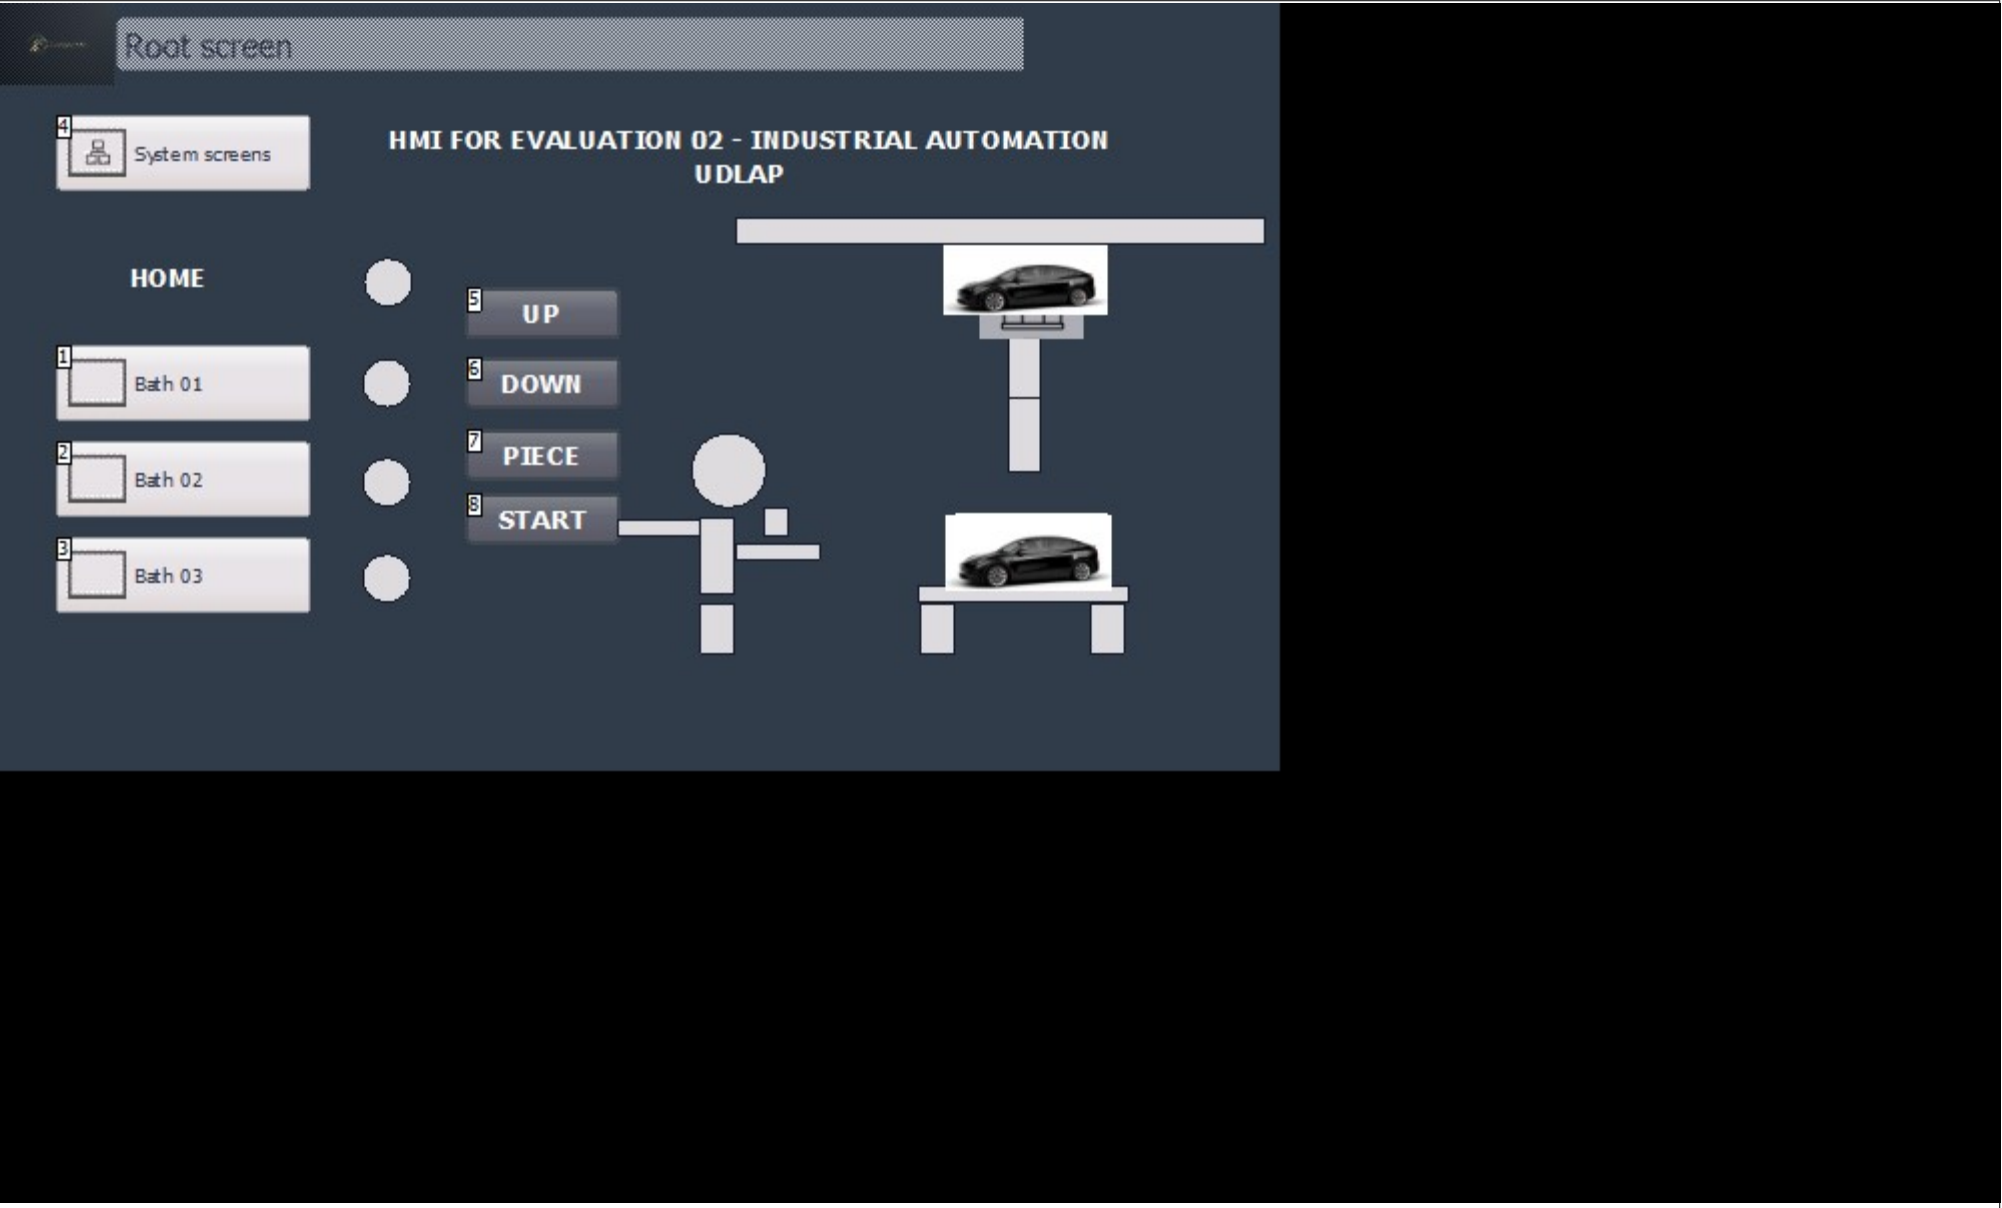 Root screen
4
System screens
HMI FOR EVALUATION 02 - INDUSTRIAL AUTOMATION
UDLAP
HOME
5
UP
1
Bath 01
6
DOWN
2
Bath 02
7
PIECE
8
START
3
Bath 03